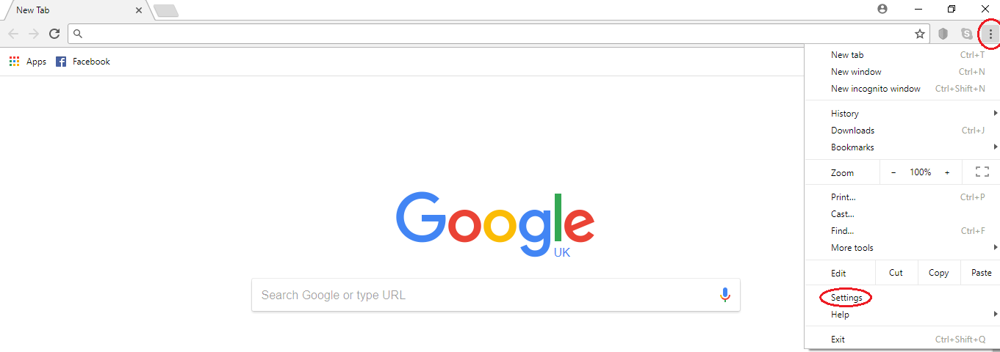 New Tab
Apps Facebook
New tab Ctrl+T
New window Ctrl+N
New incognito window Ctrl+Shift+N
History
Downloads Ctrl+J
Bookmarks
Zoom − 100% +
Print... Ctrl+P
Cast...
Find... Ctrl+F
More tools
Edit Cut Copy Paste
Settings
Help
Exit Ctrl+Shift+Q
Google
UK
Search Google or type URL